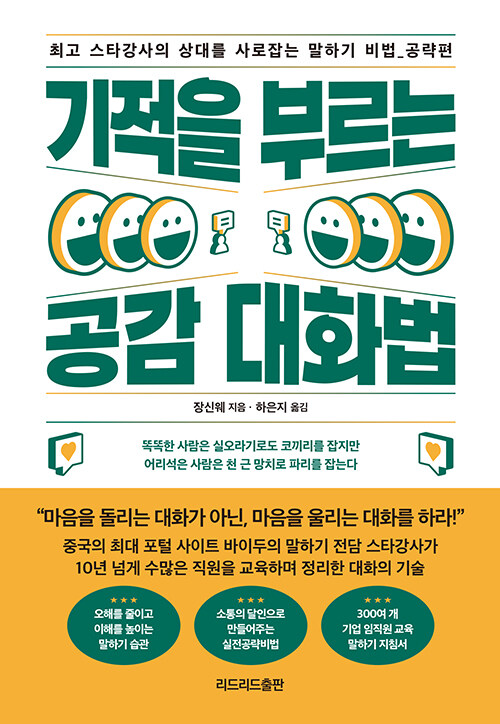 최고 스타강사의 상대를 사로잡는 말하기 비법_공략편
기적을 부르는
공감 대화법
장신웨 지음 · 하은지 옮김
똑똑한 사람은 실오라기로도 코끼리를 잡지만
어리석은 사람은 천 근 망치로 파리를 잡는다
“마음을 돌리는 대화가 아닌, 마음을 울리는 대화를 하라!”
중국의 최대 포털 사이트 바이두의 말하기 전담 스타강사가
10년 넘게 수많은 직원을 교육하며 정리한 대화의 기술
★★★
오해를 줄이고
이해를 높이는
말하기 습관
★★★
소통의 달인으로
만들어주는
실전공략비법
★★★
300여 개
기업 임직원 교육
말하기 지침서
리드리드출판